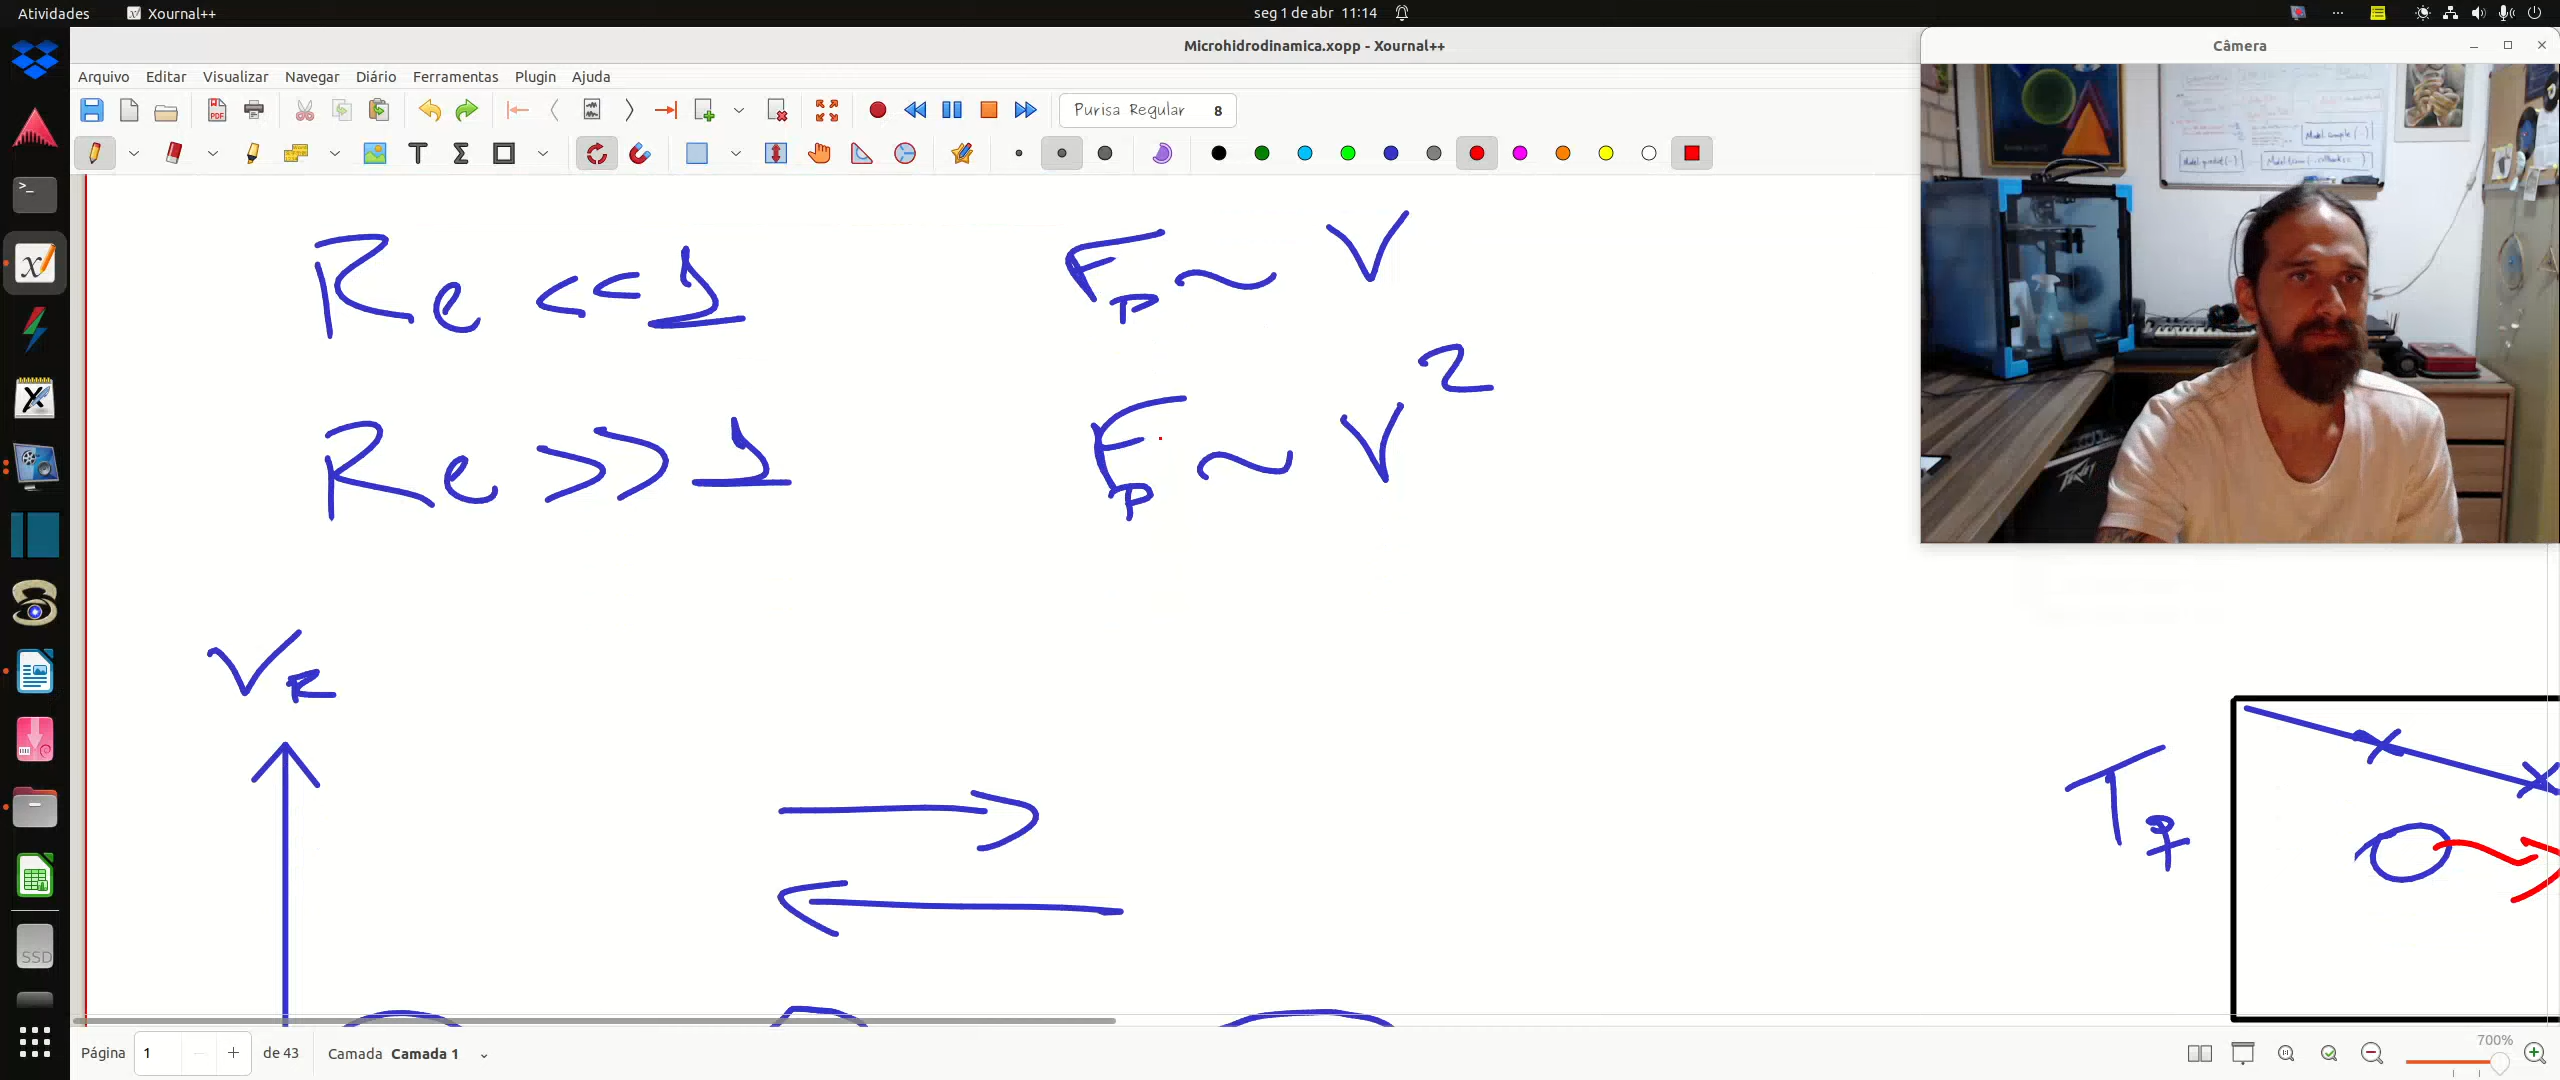 Atividades
Xournal++
seg 1 de abr 11:14
Microhidrodinamica.xopp - Xournal++
Câmera
Arquivo Editar Visualizar Navegar Diário Ferramentas Plugin Ajuda
Purisa Regular 8
Re <<1 Fp ~ V
Re >>1 Fp ~ V²
VR
SSD
Página 1 de 43 Camada Camada 1
700%